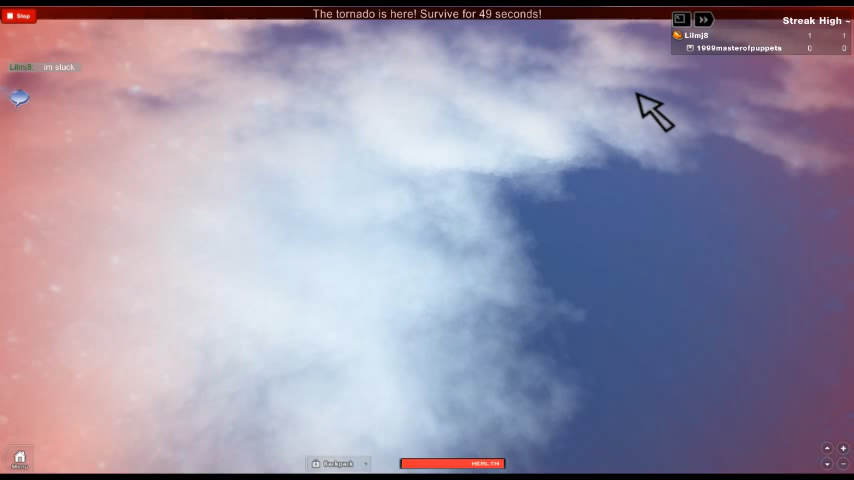 Stop
The tornado is here! Survive for 49 seconds!
Streak High ~
Lilmj8 1 1
1999masterofpuppets 0 0
Lilmj8: im stuck
Menu
Backpack
HEALTH